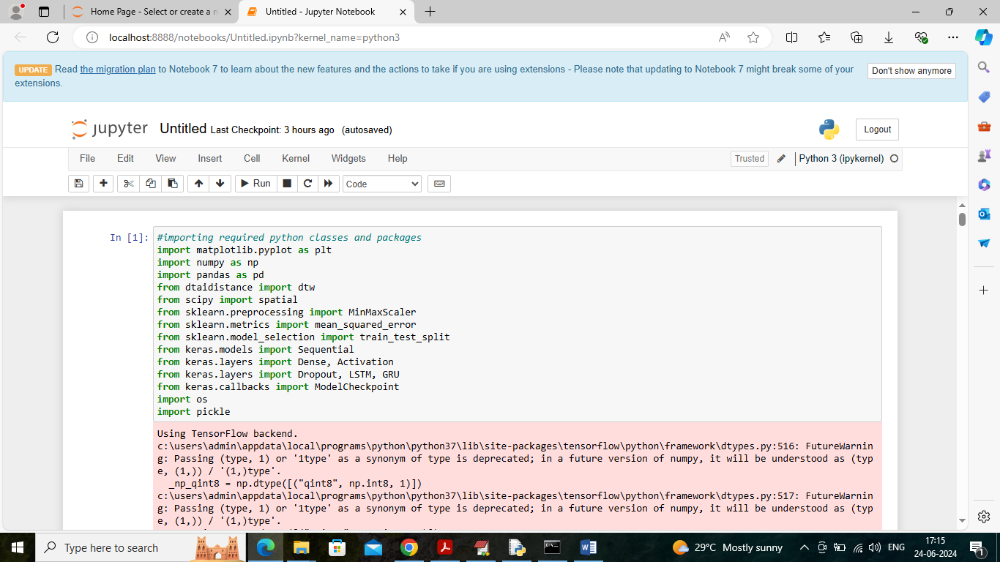 Home Page - Select or create a n
Untitled - Jupyter Notebook
localhost:8888/notebooks/Untitled.ipynb?kernel_name=python3
UPDATE Read the migration plan to Notebook 7 to learn about the new features and the actions to take if you are using extensions - Please note that updating to Notebook 7 might break some of your
extensions.
Don't show anymore
jupyter Untitled Last Checkpoint: 3 hours ago (autosaved)
Logout
File Edit View Insert Cell Kernel Widgets Help
Trusted
Python 3 (ipykernel)
Run
Code
In [1]: #importing required python classes and packages
import matplotlib.pyplot as plt
import numpy as np
import pandas as pd
from dtaidistance import dtw
from scipy import spatial
from sklearn.preprocessing import MinMaxScaler
from sklearn.metrics import mean_squared_error
from sklearn.model_selection import train_test_split
from keras.models import Sequential
from keras.layers import Dense, Activation
from keras.layers import Dropout, LSTM, GRU
from keras.callbacks import ModelCheckpoint
import os
import pickle
Using TensorFlow backend.
c:\users\admin\appdata\local\programs\python\python37\lib\site-packages\tensorflow\python\framework\dtypes.py:516: FutureWarnin
g: Passing (type, 1) or '1type' as a synonym of type is deprecated; in a future version of numpy, it will be understood as (typ
e, (1,)) / '(1,)type'.
_np_qint8 = np.dtype([("qint8", np.int8, 1)])
c:\users\admin\appdata\local\programs\python\python37\lib\site-packages\tensorflow\python\framework\dtypes.py:517: FutureWarnin
g: Passing (type, 1) or '1type' as a synonym of type is deprecated; in a future version of numpy, it will be understood as (typ
e, (1,)) / '(1,)type'.
Type here to search
29°C Mostly sunny
ENG
17:15
24-06-2024
1